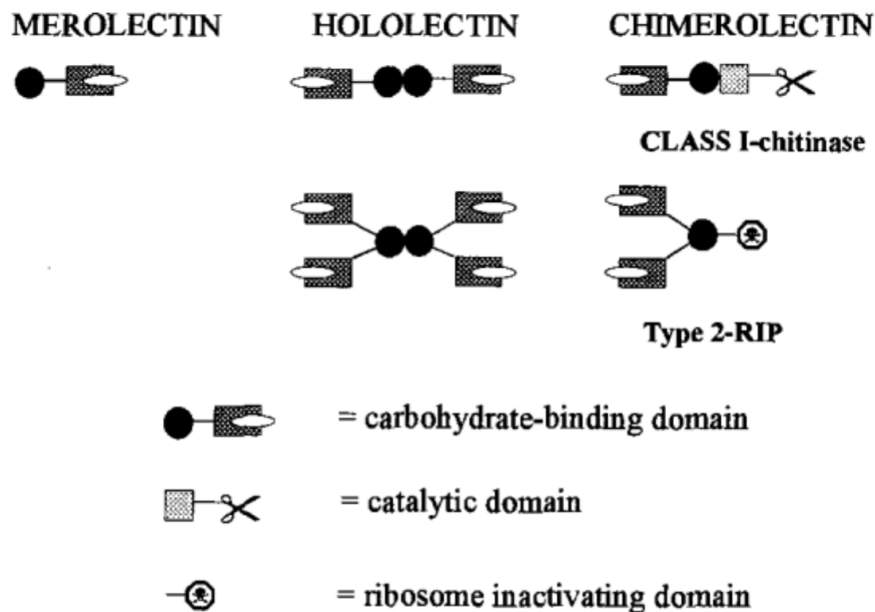 MEROLECTIN HOLOLECTIN CHIMEROLECTIN
CLASS I-chitinase
Type 2-RIP
= carbohydrate-binding domain
= catalytic domain
= ribosome inactivating domain